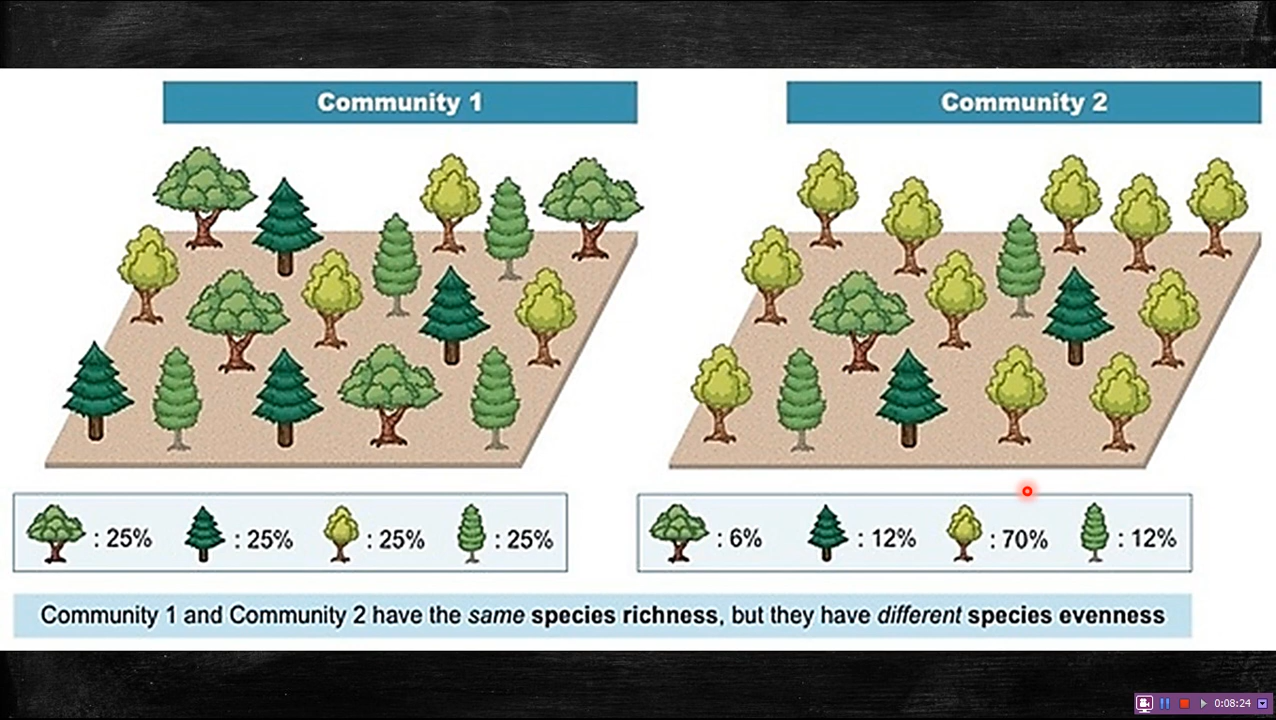 Community 1
Community 2
: 25% : 25% : 25% : 25%
: 6% : 12% : 70% : 12%
Community 1 and Community 2 have the same species richness, but they have different species evenness
0:08:24